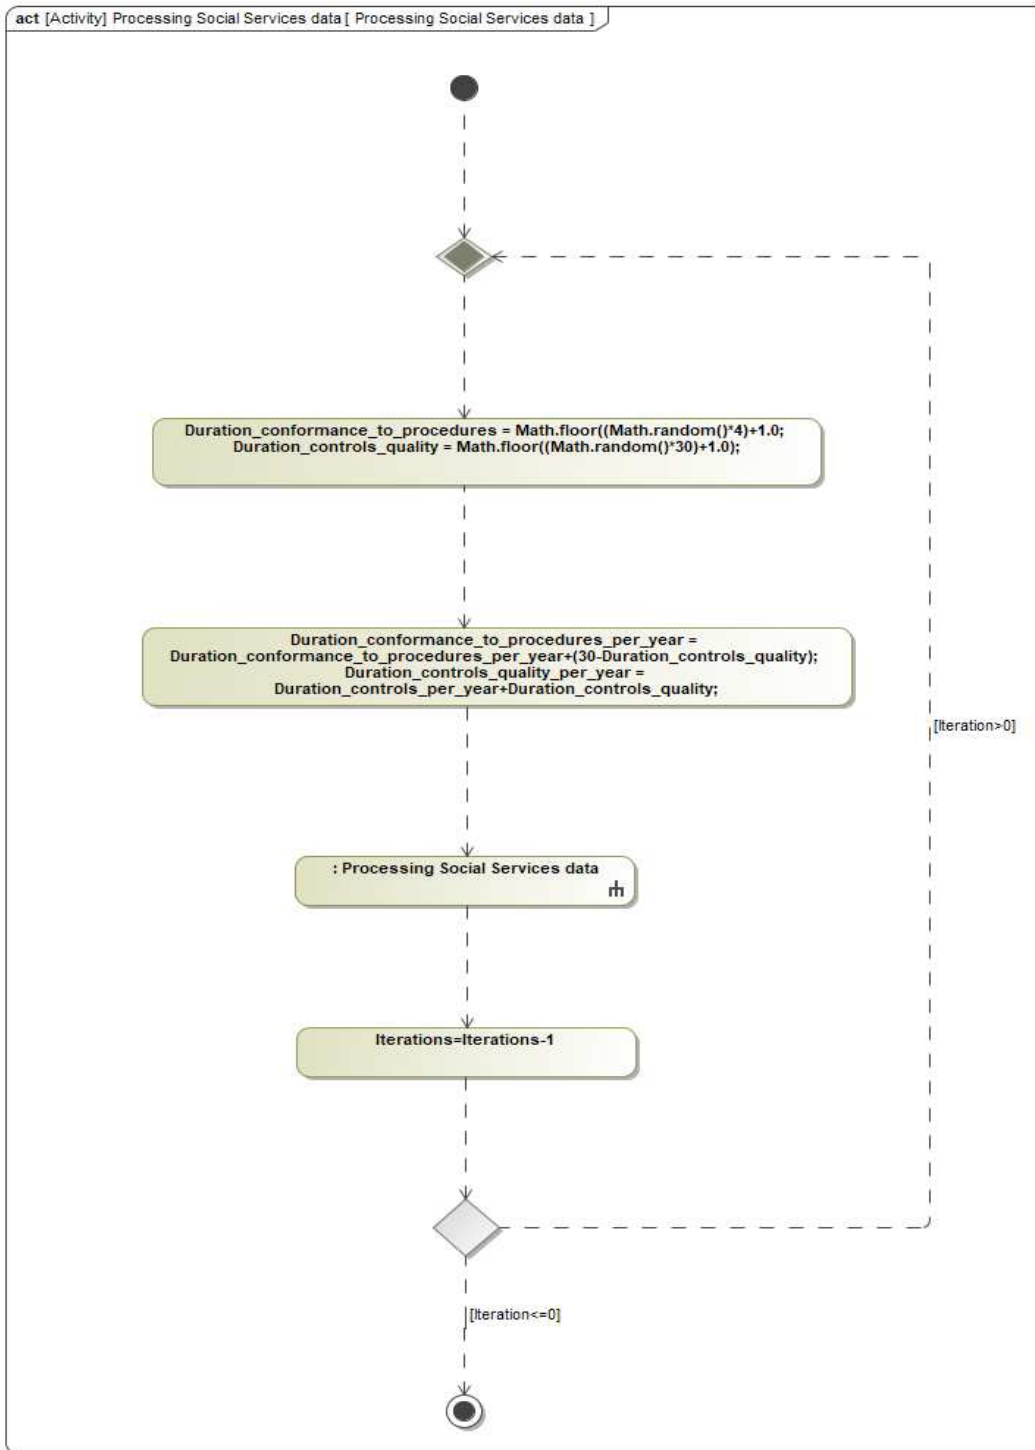 act [Activity] Processing Social Services data [ Processing Social Services data ]
Duration_conformance_to_procedures = Math.floor((Math.random()*4)+1.0;
Duration_controls_quality = Math.floor((Math.random()*30)+1.0);
Duration_conformance_to_procedures_per_year =
Duration_conformance_to_procedures_per_year+(30-Duration_controls_quality);
Duration_controls_quality_per_year =
Duration_controls_per_year+Duration_controls_quality;
[Iteration>0]
: Processing Social Services data
Iterations=Iterations-1
[Iteration<=0]